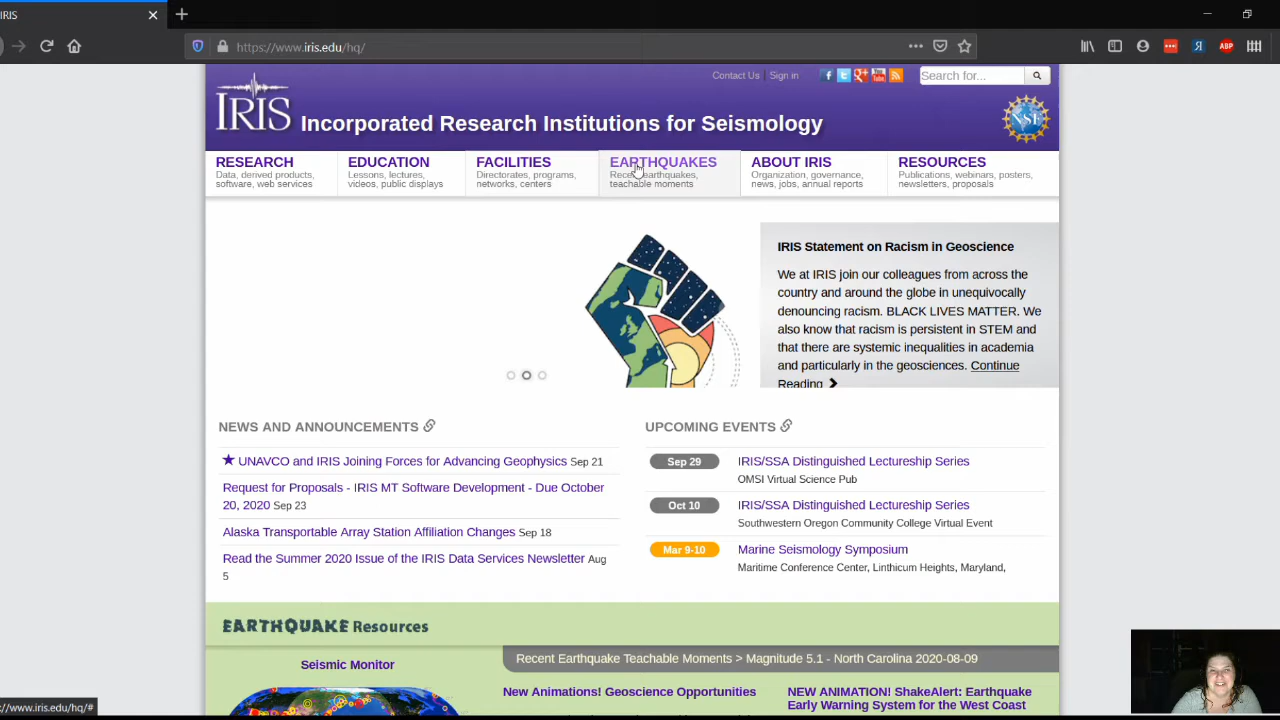 IRIS
https://www.iris.edu/hq/
ABP
Contact Us | Sign in
Search for...
IRIS
Incorporated Research Institutions for Seismology
NSF
RESEARCH
Data, derived products,
software, web services
EDUCATION
Lessons, lectures,
videos, public displays
FACILITIES
Directorates, programs,
networks, centers
EARTHQUAKES
Recent earthquakes,
teachable moments
ABOUT IRIS
Organization, governance,
news, jobs, annual reports
RESOURCES
Publications, webinars, posters,
newsletters, proposals
IRIS Statement on Racism in Geoscience
We at IRIS join our colleagues from across the
country and around the globe in unequivocally
denouncing racism. BLACK LIVES MATTER. We
also know that racism is persistent in STEM and
that there are systemic inequalities in academia
and particularly in the geosciences. Continue
Reading
NEWS AND ANNOUNCEMENTS
UNAVCO and IRIS Joining Forces for Advancing Geophysics Sep 21
Request for Proposals - IRIS MT Software Development - Due October
20, 2020 Sep 23
Alaska Transportable Array Station Affiliation Changes Sep 18
Read the Summer 2020 Issue of the IRIS Data Services Newsletter Aug
5
UPCOMING EVENTS
Sep 29 IRIS/SSA Distinguished Lectureship Series
OMSI Virtual Science Pub
Oct 10 IRIS/SSA Distinguished Lectureship Series
Southwestern Oregon Community College Virtual Event
Mar 9-10 Marine Seismology Symposium
Maritime Conference Center, Linthicum Heights, Maryland,
EARTHQUAKE Resources
Seismic Monitor
Recent Earthquake Teachable Moments > Magnitude 5.1 - North Carolina 2020-08-09
New Animations! Geoscience Opportunities
NEW ANIMATION! ShakeAlert: Earthquake
Early Warning System for the West Coast
://www.iris.edu/hq/#